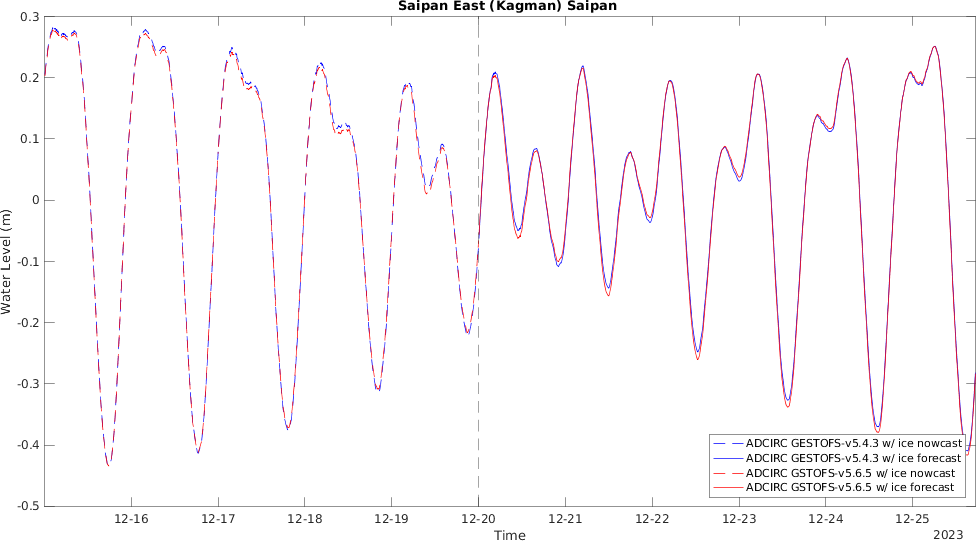 Saipan East (Kagman) Saipan
0.3
0.2
0.1
0
-0.1
-0.2
-0.3
-0.4
-0.5
Water Level (m)
ADCIRC GESTOFS-v5.4.3 w/ ice nowcast
ADCIRC GESTOFS-v5.4.3 w/ ice forecast
ADCIRC GSTOFS-v5.6.5 w/ ice nowcast
ADCIRC GSTOFS-v5.6.5 w/ ice forecast
12-16 12-17 12-18 12-19 12-20 12-21 12-22 12-23 12-24 12-25
Time
2023